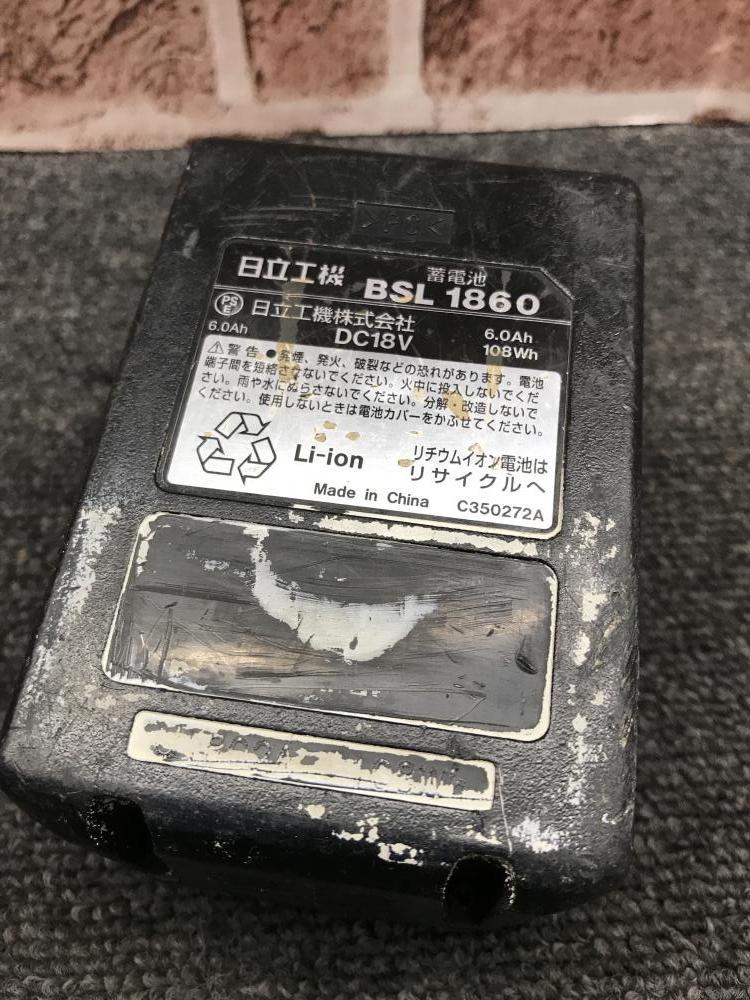 >PC<
日立工機 蓄電池 BSL 1860
PSE 日立工機株式会社
6.0Ah DC18V 6.0Ah 108Wh
⚠警告 ●発煙、発火、破裂などの恐れがあります。電池
端子間を短絡させないでください。火中に投入しないでくだ
さい。雨や水にぬらさないでください。分解、改造しないで
ください。使用しないときは電池カバーをかぶせてください。
Li-ion
リチウムイオン電池は
リサイクルへ
Made in China C350272A